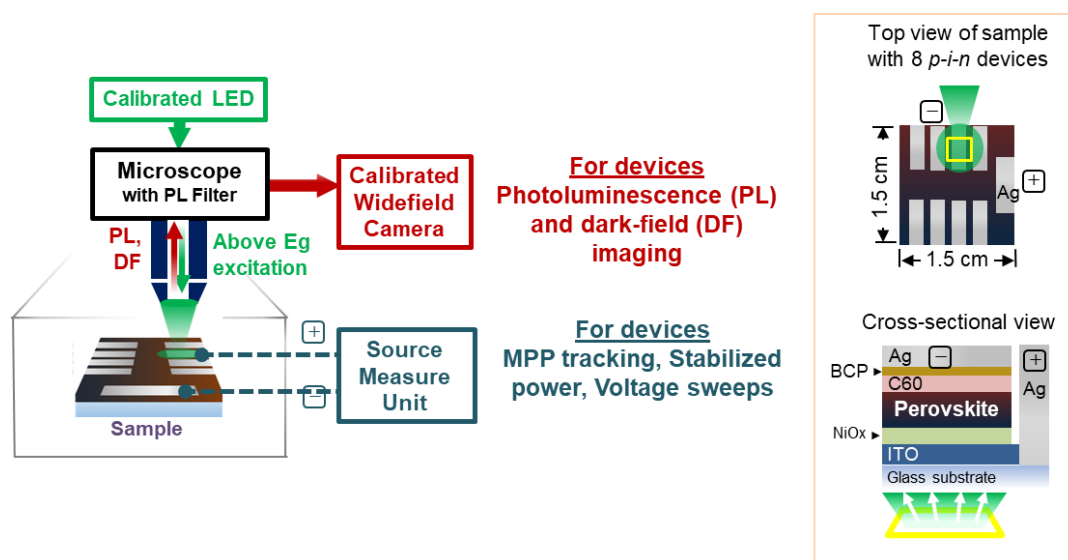 Calibrated LED
Microscope
with PL Filter
PL,
DF
Above Eg
excitation
Calibrated
Widefield
Camera
For devices
Photoluminescence (PL)
and dark-field (DF)
imaging
+
−
Source
Measure
Unit
For devices
MPP tracking, Stabilized
power, Voltage sweeps
Sample
Top view of sample
with 8 p-i-n devices
−
1.5 cm
Ag
+
1.5 cm
Cross-sectional view
Ag
−
+
BCP
C60
Ag
Perovskite
NiOx
ITO
Glass substrate